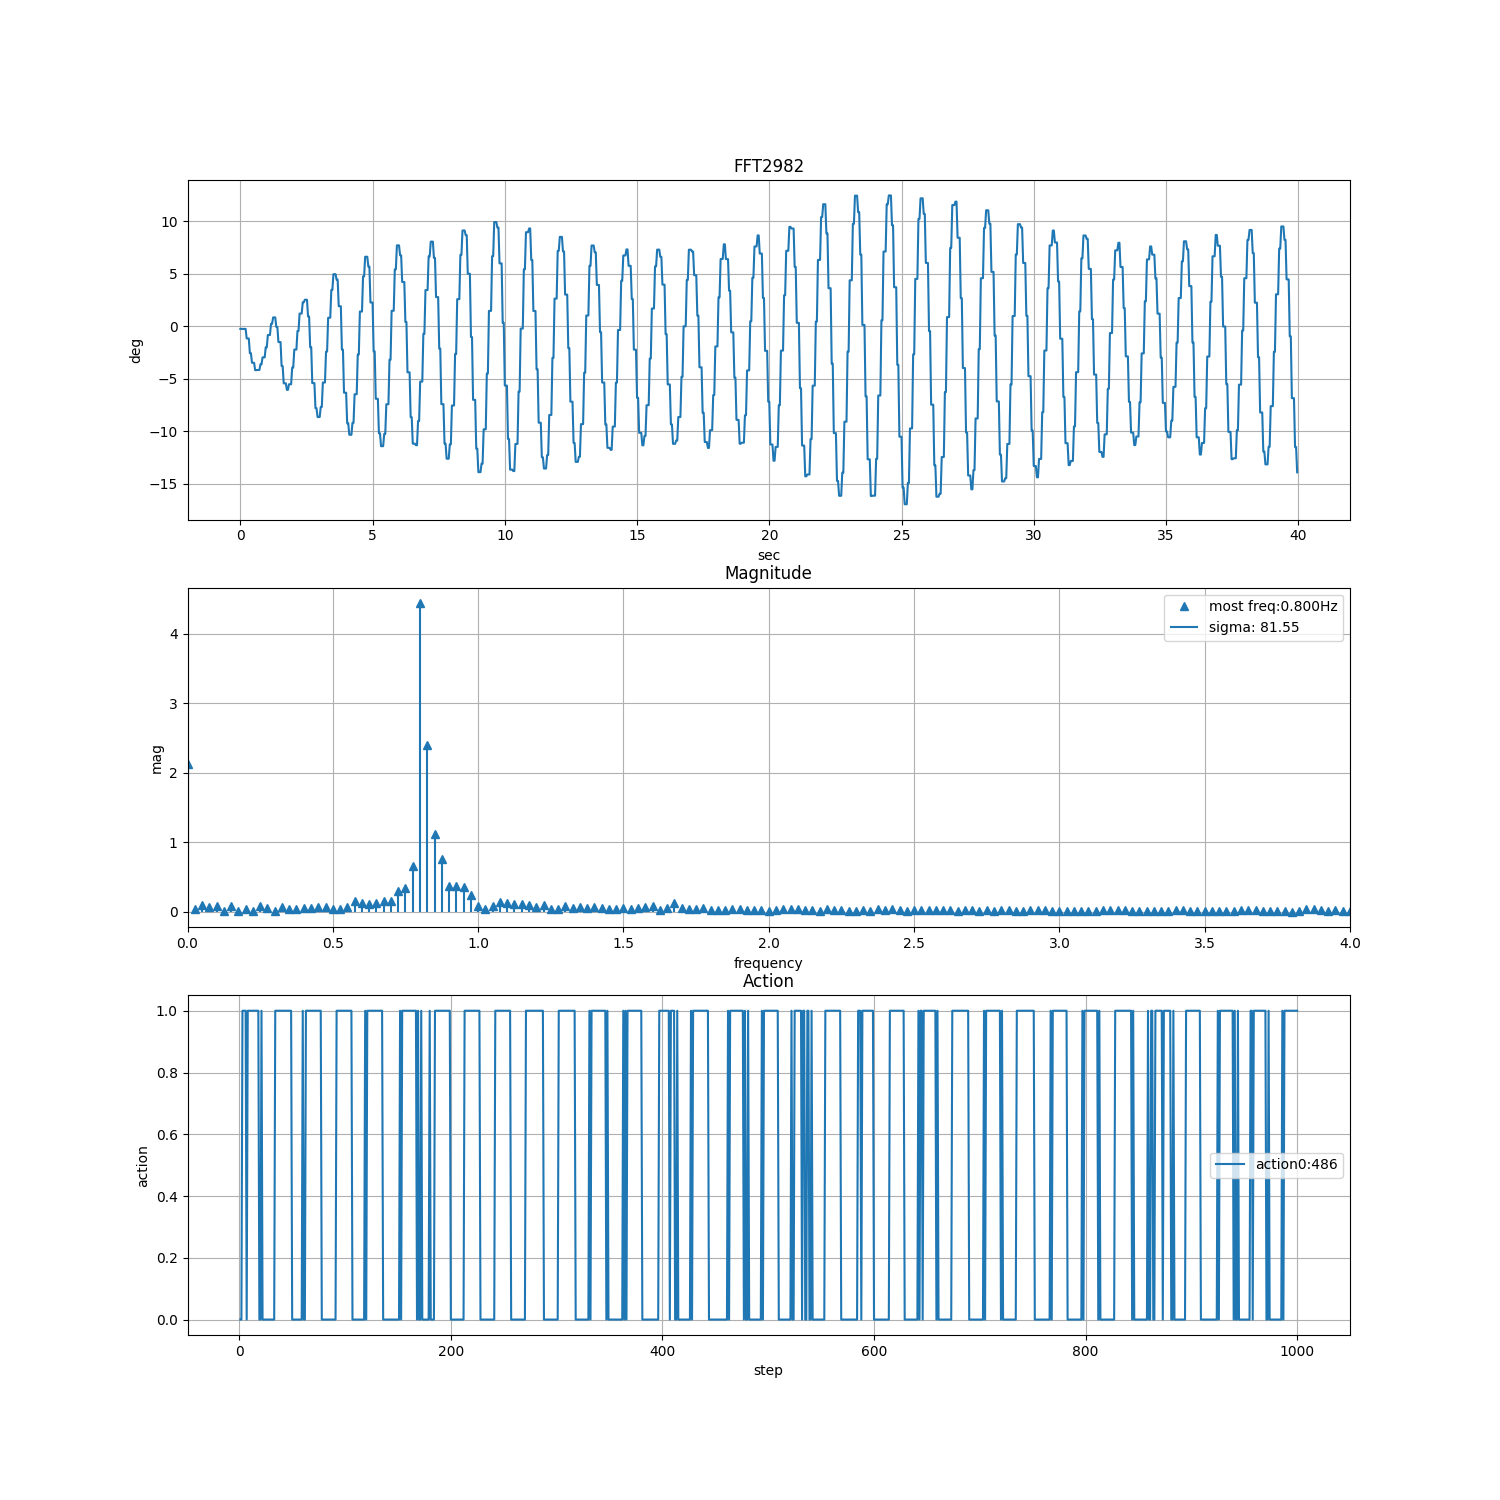 FFT2982
10
5
0
−5
−10
−15
deg
0 5 10 15 20 25 30 35 40
sec
Magnitude
most freq:0.800Hz
sigma: 81.55
4
3
2
1
0
mag
0.0 0.5 1.0 1.5 2.0 2.5 3.0 3.5 4.0
frequency
Action
1.0
0.8
0.6
0.4
0.2
0.0
action
action0:486
0 200 400 600 800 1000
step